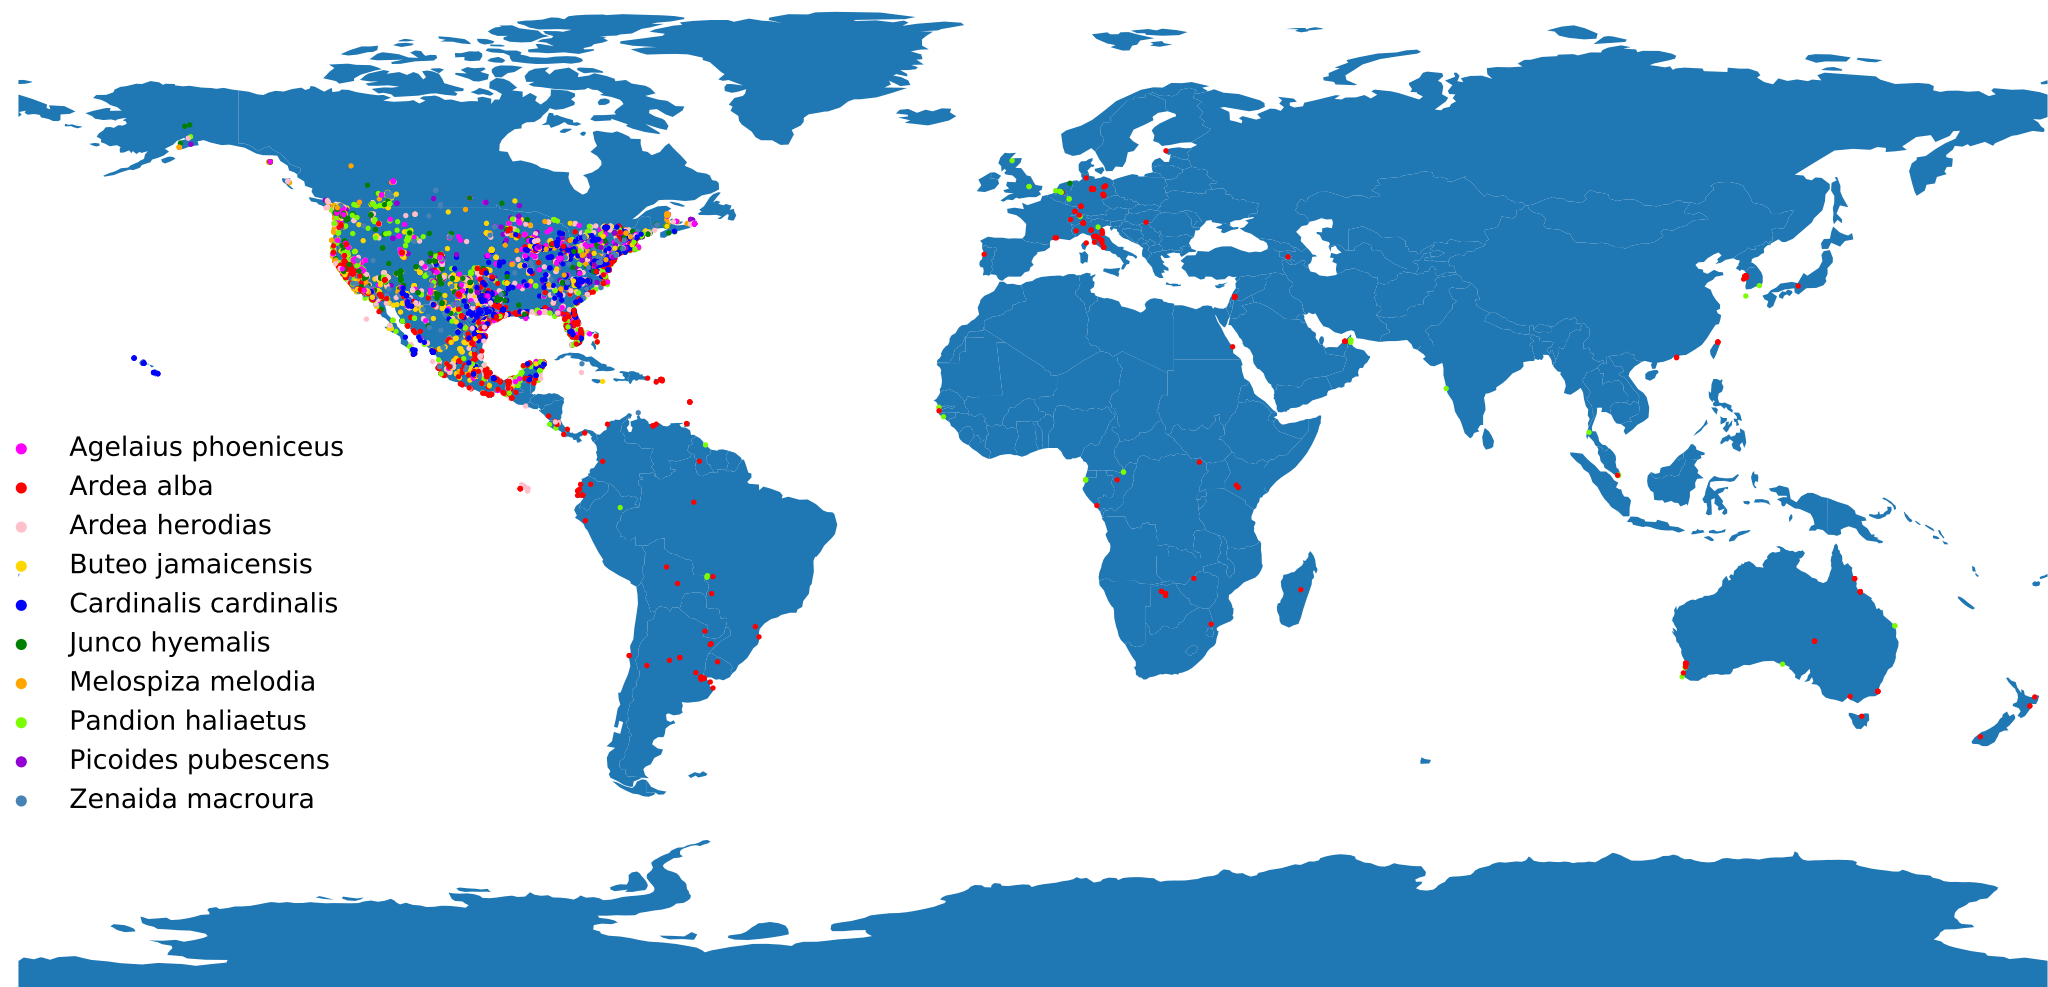 Agelaius phoeniceus
Ardea alba
Ardea herodias
Buteo jamaicensis
Cardinalis cardinalis
Junco hyemalis
Melospiza melodia
Pandion haliaetus
Picoides pubescens
Zenaida macroura